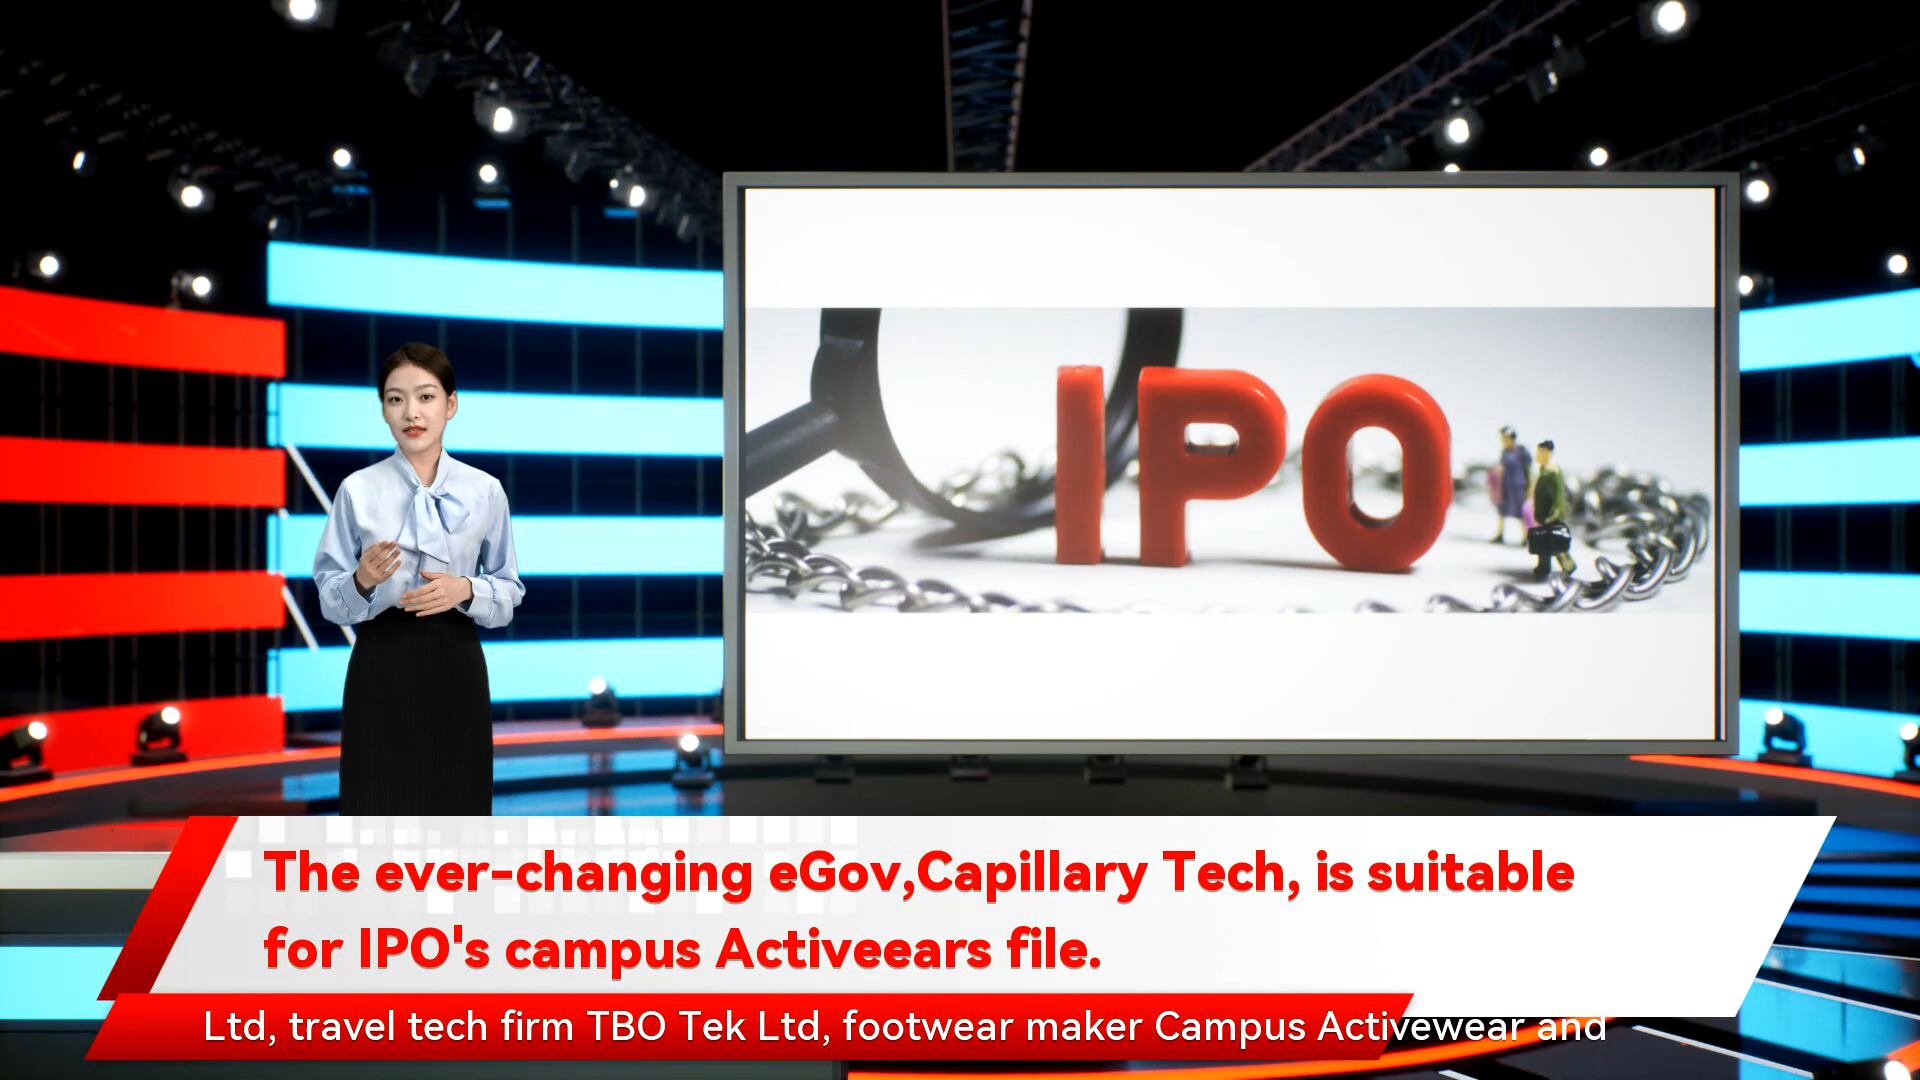 IPO
The ever-changing eGov,Capillary Tech, is suitable
for IPO's campus Activeears file.
Ltd, travel tech firm TBO Tek Ltd, footwear maker Campus Activewear and